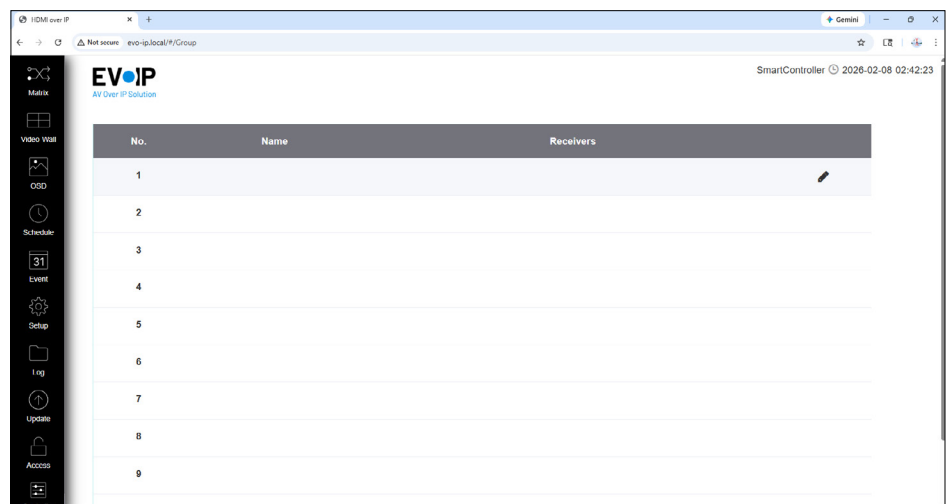 HDMI over IP
Gemini
Not secure evo-ip.local/#/Group
Matrix
EVIP
AV Over IP Solution
SmartController 2026-02-08 02:42:23
Video Wall
No. Name Receivers
OSD
1
Schedule
2
31
Event
3
Setup
4
Log
5
Update
6
Access
7
8
9